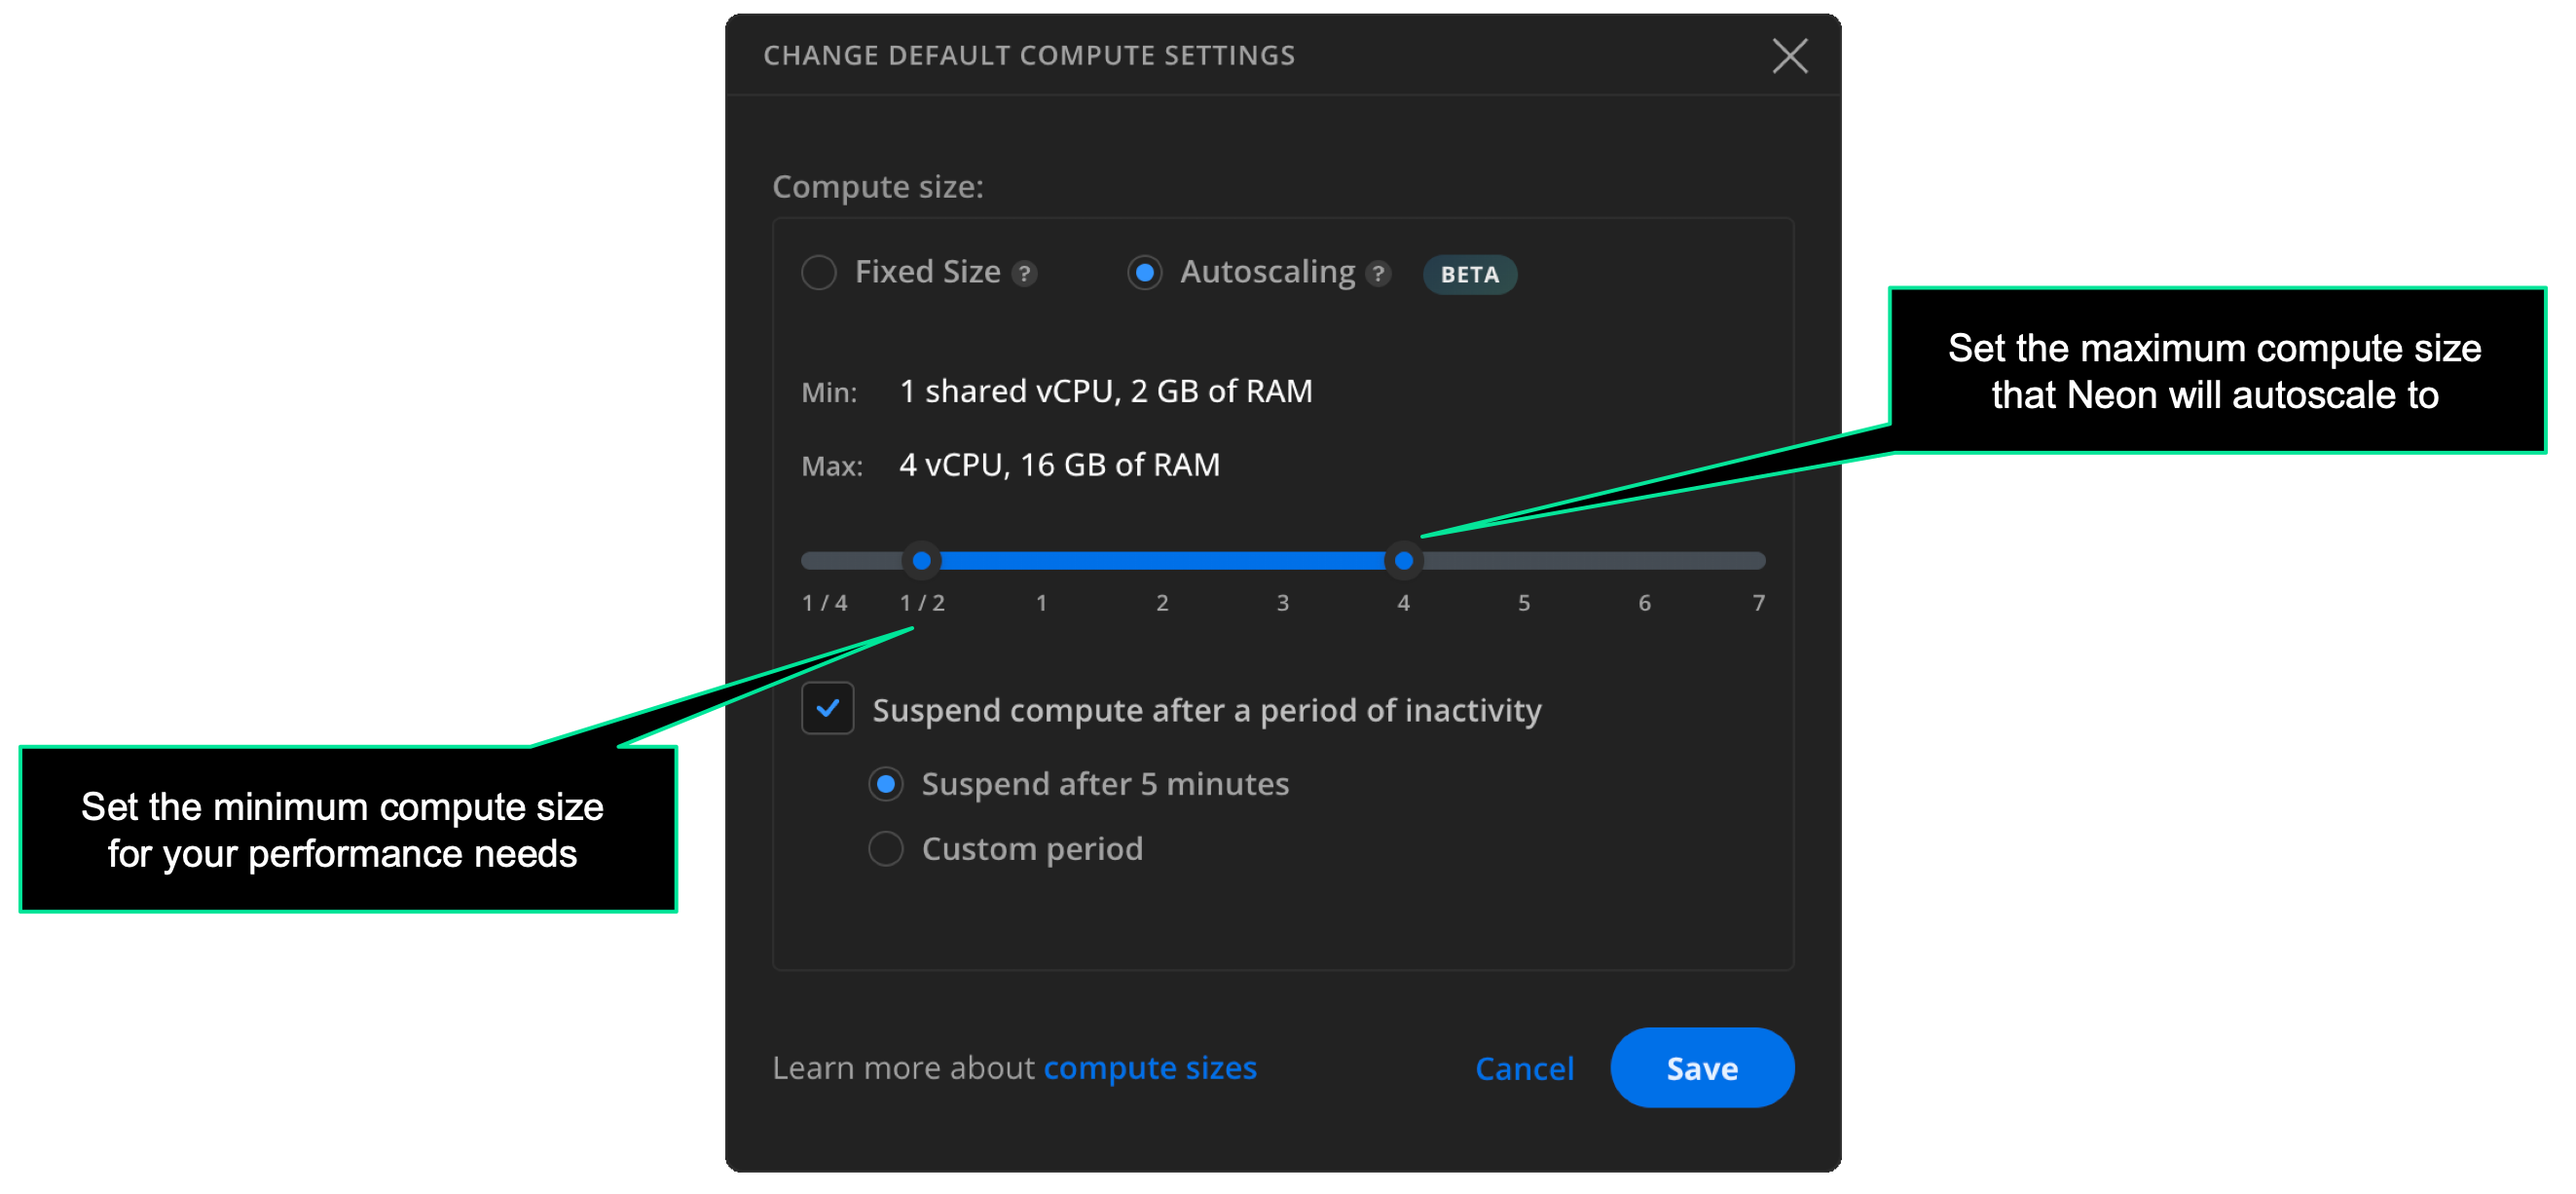 CHANGE DEFAULT COMPUTE SETTINGS
Compute size:
Fixed Size ?
Autoscaling ? BETA
Min: 1 shared vCPU, 2 GB of RAM
Max: 4 vCPU, 16 GB of RAM
Set the maximum compute size
that Neon will autoscale to
1 / 4 1 / 2 1 2 3 4 5 6 7
Suspend compute after a period of inactivity
Suspend after 5 minutes
Custom period
Set the minimum compute size
for your performance needs
Learn more about compute sizes
Cancel
Save